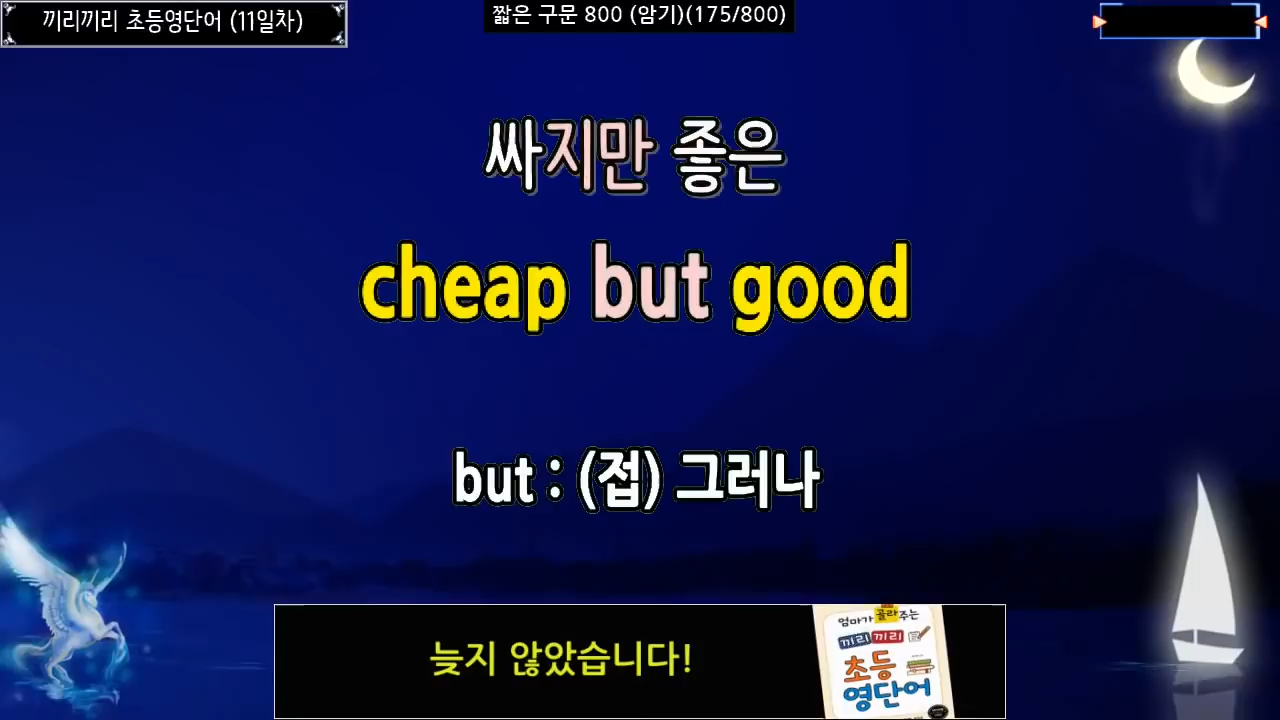 끼리끼리 초등영단어 (11일차)
짧은 구문 800 (암기)(175/800)
싸지만 좋은
cheap but good
but : (접) 그러나
늦지 않았습니다!
엄마가 골라주는
끼리끼리
초등
영단어